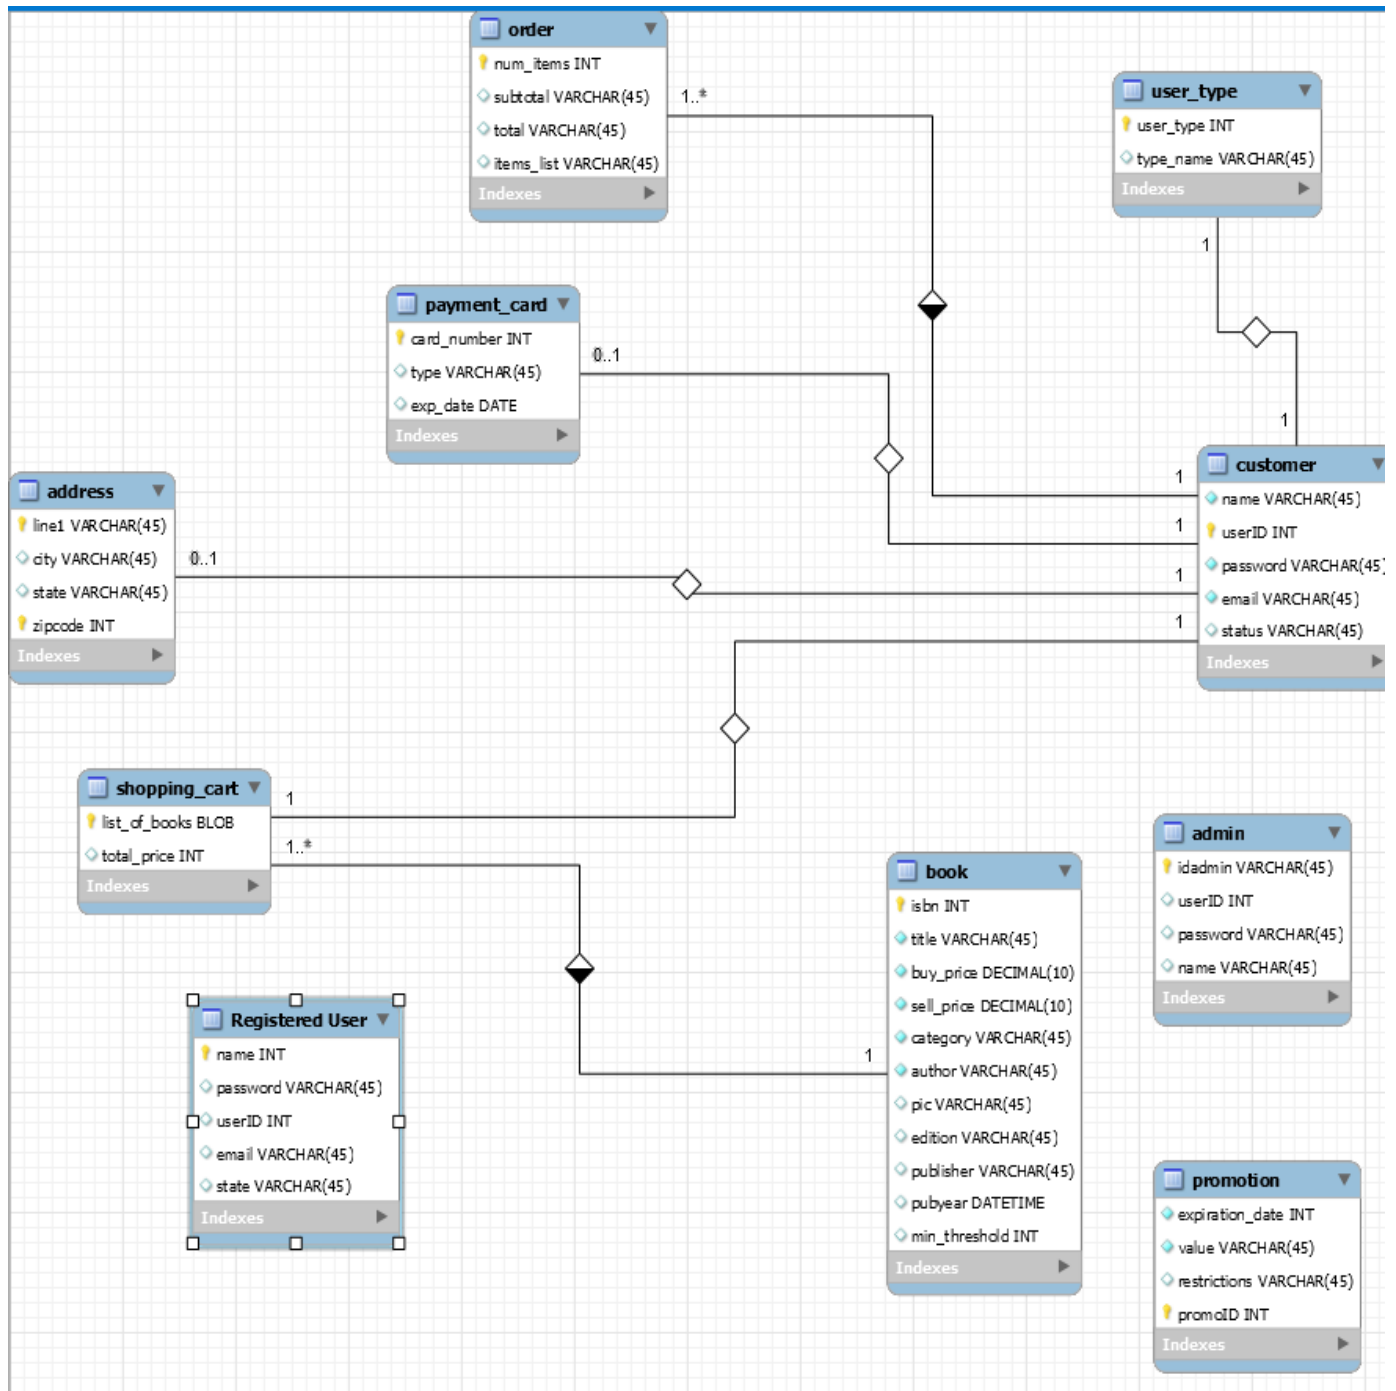 order
num_items INT
subtotal VARCHAR(45)
total VARCHAR(45)
items_list VARCHAR(45)
Indexes
1..*
user_type
user_type INT
type_name VARCHAR(45)
Indexes
1
1
payment_card
card_number INT
type VARCHAR(45)
exp_date DATE
Indexes
0..1
customer
name VARCHAR(45)
userID INT
password VARCHAR(45)
email VARCHAR(45)
status VARCHAR(45)
Indexes
1
1
1
1
address
line1 VARCHAR(45)
city VARCHAR(45)
state VARCHAR(45)
zipcode INT
Indexes
0..1
shopping_cart
list_of_books BLOB
total_price INT
Indexes
1
1..*
book
isbn INT
title VARCHAR(45)
buy_price DECIMAL(10)
sell_price DECIMAL(10)
category VARCHAR(45)
author VARCHAR(45)
pic VARCHAR(45)
edition VARCHAR(45)
publisher VARCHAR(45)
pubyear DATETIME
min_threshold INT
Indexes
1
admin
idadmin VARCHAR(45)
userID INT
password VARCHAR(45)
name VARCHAR(45)
Indexes
Registered User
name INT
password VARCHAR(45)
userID INT
email VARCHAR(45)
state VARCHAR(45)
Indexes
promotion
expiration_date INT
value VARCHAR(45)
restrictions VARCHAR(45)
promoID INT
Indexes